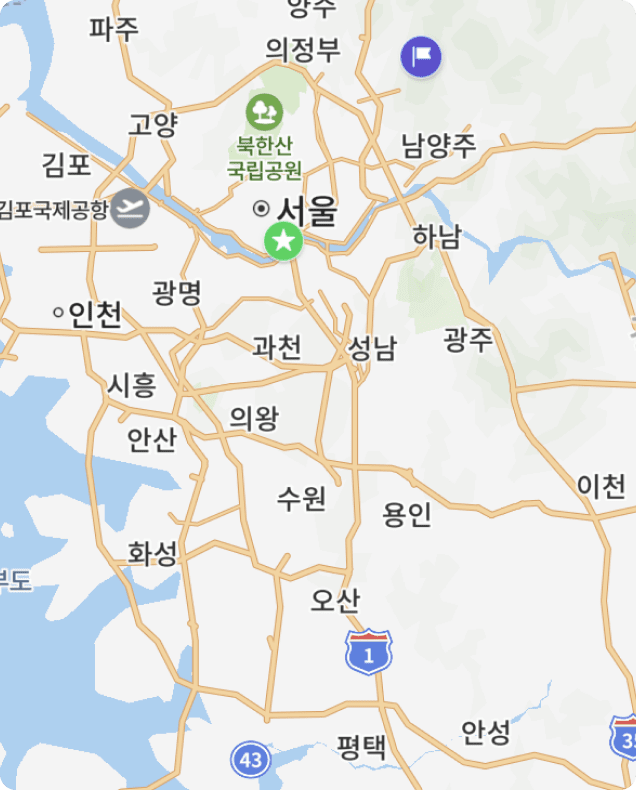 양주
파주
의정부
고양
북한산
국립공원
남양주
김포
김포국제공항
서울
하남
광명
인천
과천
성남
광주
시흥
의왕
안산
수원
용인
이천
화성
오산
1
안성
평택
43